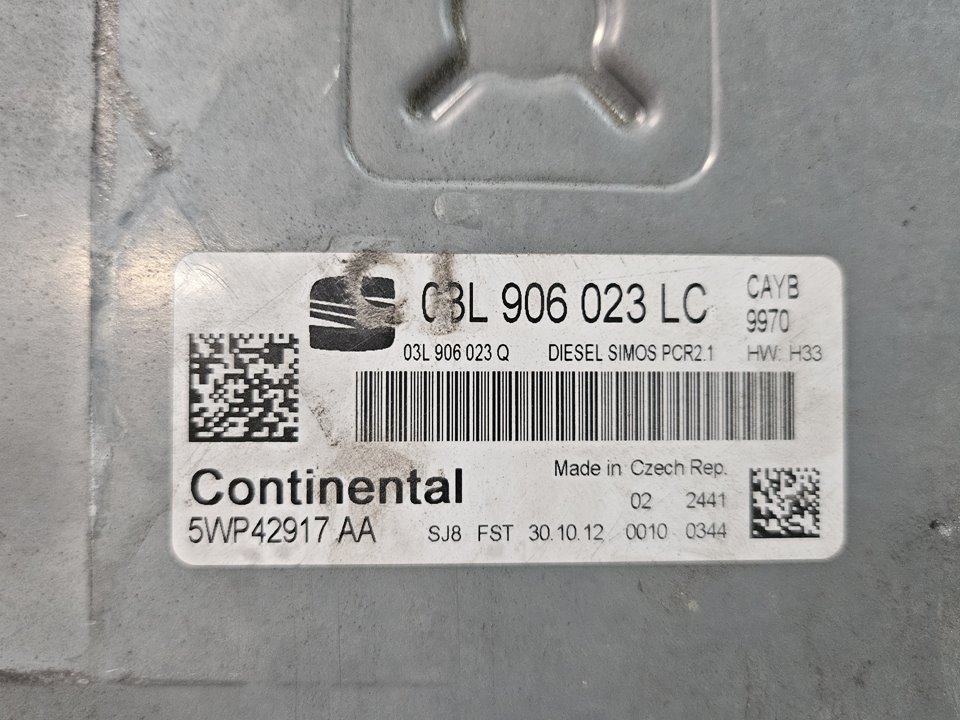 03L 906 023 LC
CAYB
9970
03L 906 023 Q DIESEL SIMOS PCR2.1 HW: H33
Continental
Made in Czech Rep.
02 2441
5WP42917 AA SJ8 FST 30.10.12 0010 0344